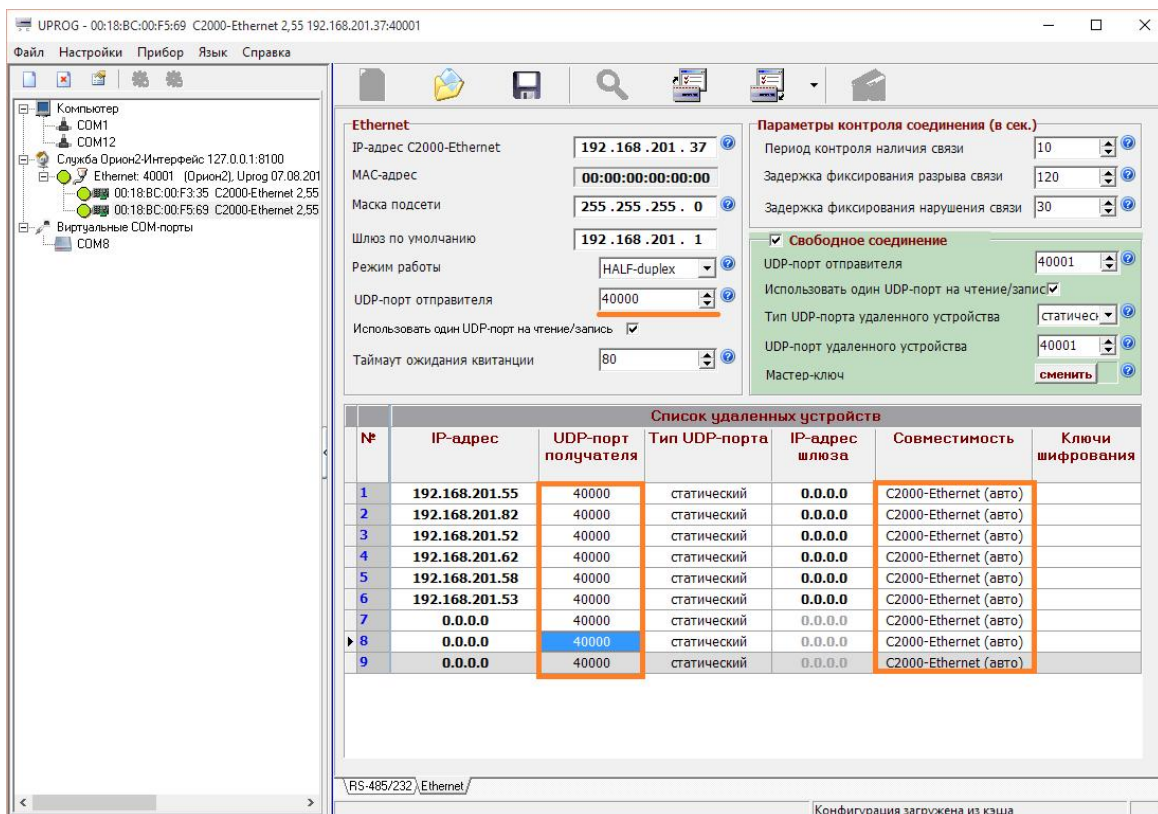 UPROG - 00:18:BC:00:F5:69 C2000-Ethernet 2,55 192.168.201.37:40001
Файл Настройки Прибор Язык Справка
Компьютер
COM1
COM12
Служба Орион2-Интерфейс 127.0.0.1:8100
Ethernet: 40001 (Орион2), Uprog 07.08.201
00:18:BC:00:F3:35 C2000-Ethernet 2,55
00:18:BC:00:F5:69 C2000-Ethernet 2,55
Виртуальные COM-порты
COM8
Ethernet
IP-адрес C2000-Ethernet 192.168.201.37
MAC-адрес 00:00:00:00:00:00
Маска подсети 255.255.255.0
Шлюз по умолчанию 192.168.201.1
Режим работы HALF-duplex
UDP-порт отправителя 40000
Использовать один UDP-порт на чтение/запись
Таймаут ожидания квитанции 80
Параметры контроля соединения (в сек.)
Период контроля наличия связи 10
Задержка фиксирования разрыва связи 120
Задержка фиксирования нарушения связи 30
Свободное соединение
UDP-порт отправителя 40001
Использовать один UDP-порт на чтение/запис
Тип UDP-порта удаленного устройства статичесн
UDP-порт удаленного устройства 40001
Мастер-ключ сменить
Список удаленных устройств
№ IP-адрес UDP-порт получателя Тип UDP-порта IP-адрес шлюза Совместимость Ключи шифрования
1 192.168.201.55 40000 статический 0.0.0.0 C2000-Ethernet (авто)
2 192.168.201.82 40000 статический 0.0.0.0 C2000-Ethernet (авто)
3 192.168.201.52 40000 статический 0.0.0.0 C2000-Ethernet (авто)
4 192.168.201.62 40000 статический 0.0.0.0 C2000-Ethernet (авто)
5 192.168.201.58 40000 статический 0.0.0.0 C2000-Ethernet (авто)
6 192.168.201.53 40000 статический 0.0.0.0 C2000-Ethernet (авто)
7 0.0.0.0 40000 статический 0.0.0.0 C2000-Ethernet (авто)
8 0.0.0.0 40000 статический 0.0.0.0 C2000-Ethernet (авто)
9 0.0.0.0 40000 статический 0.0.0.0 C2000-Ethernet (авто)
RS-485/232 Ethernet
Конфигурация загружена из кэша